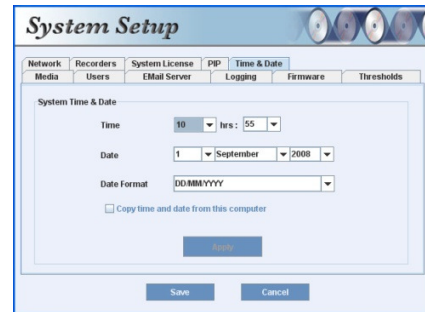 System Setup
Network Recorders System License PIP Time & Date
Media Users EMail Server Logging Firmware Thresholds
System Time & Date
Time 10 hrs : 55
Date 1 September 2008
Date Format DD/MM/YYYY
Copy time and date from this computer
Apply
Save Cancel